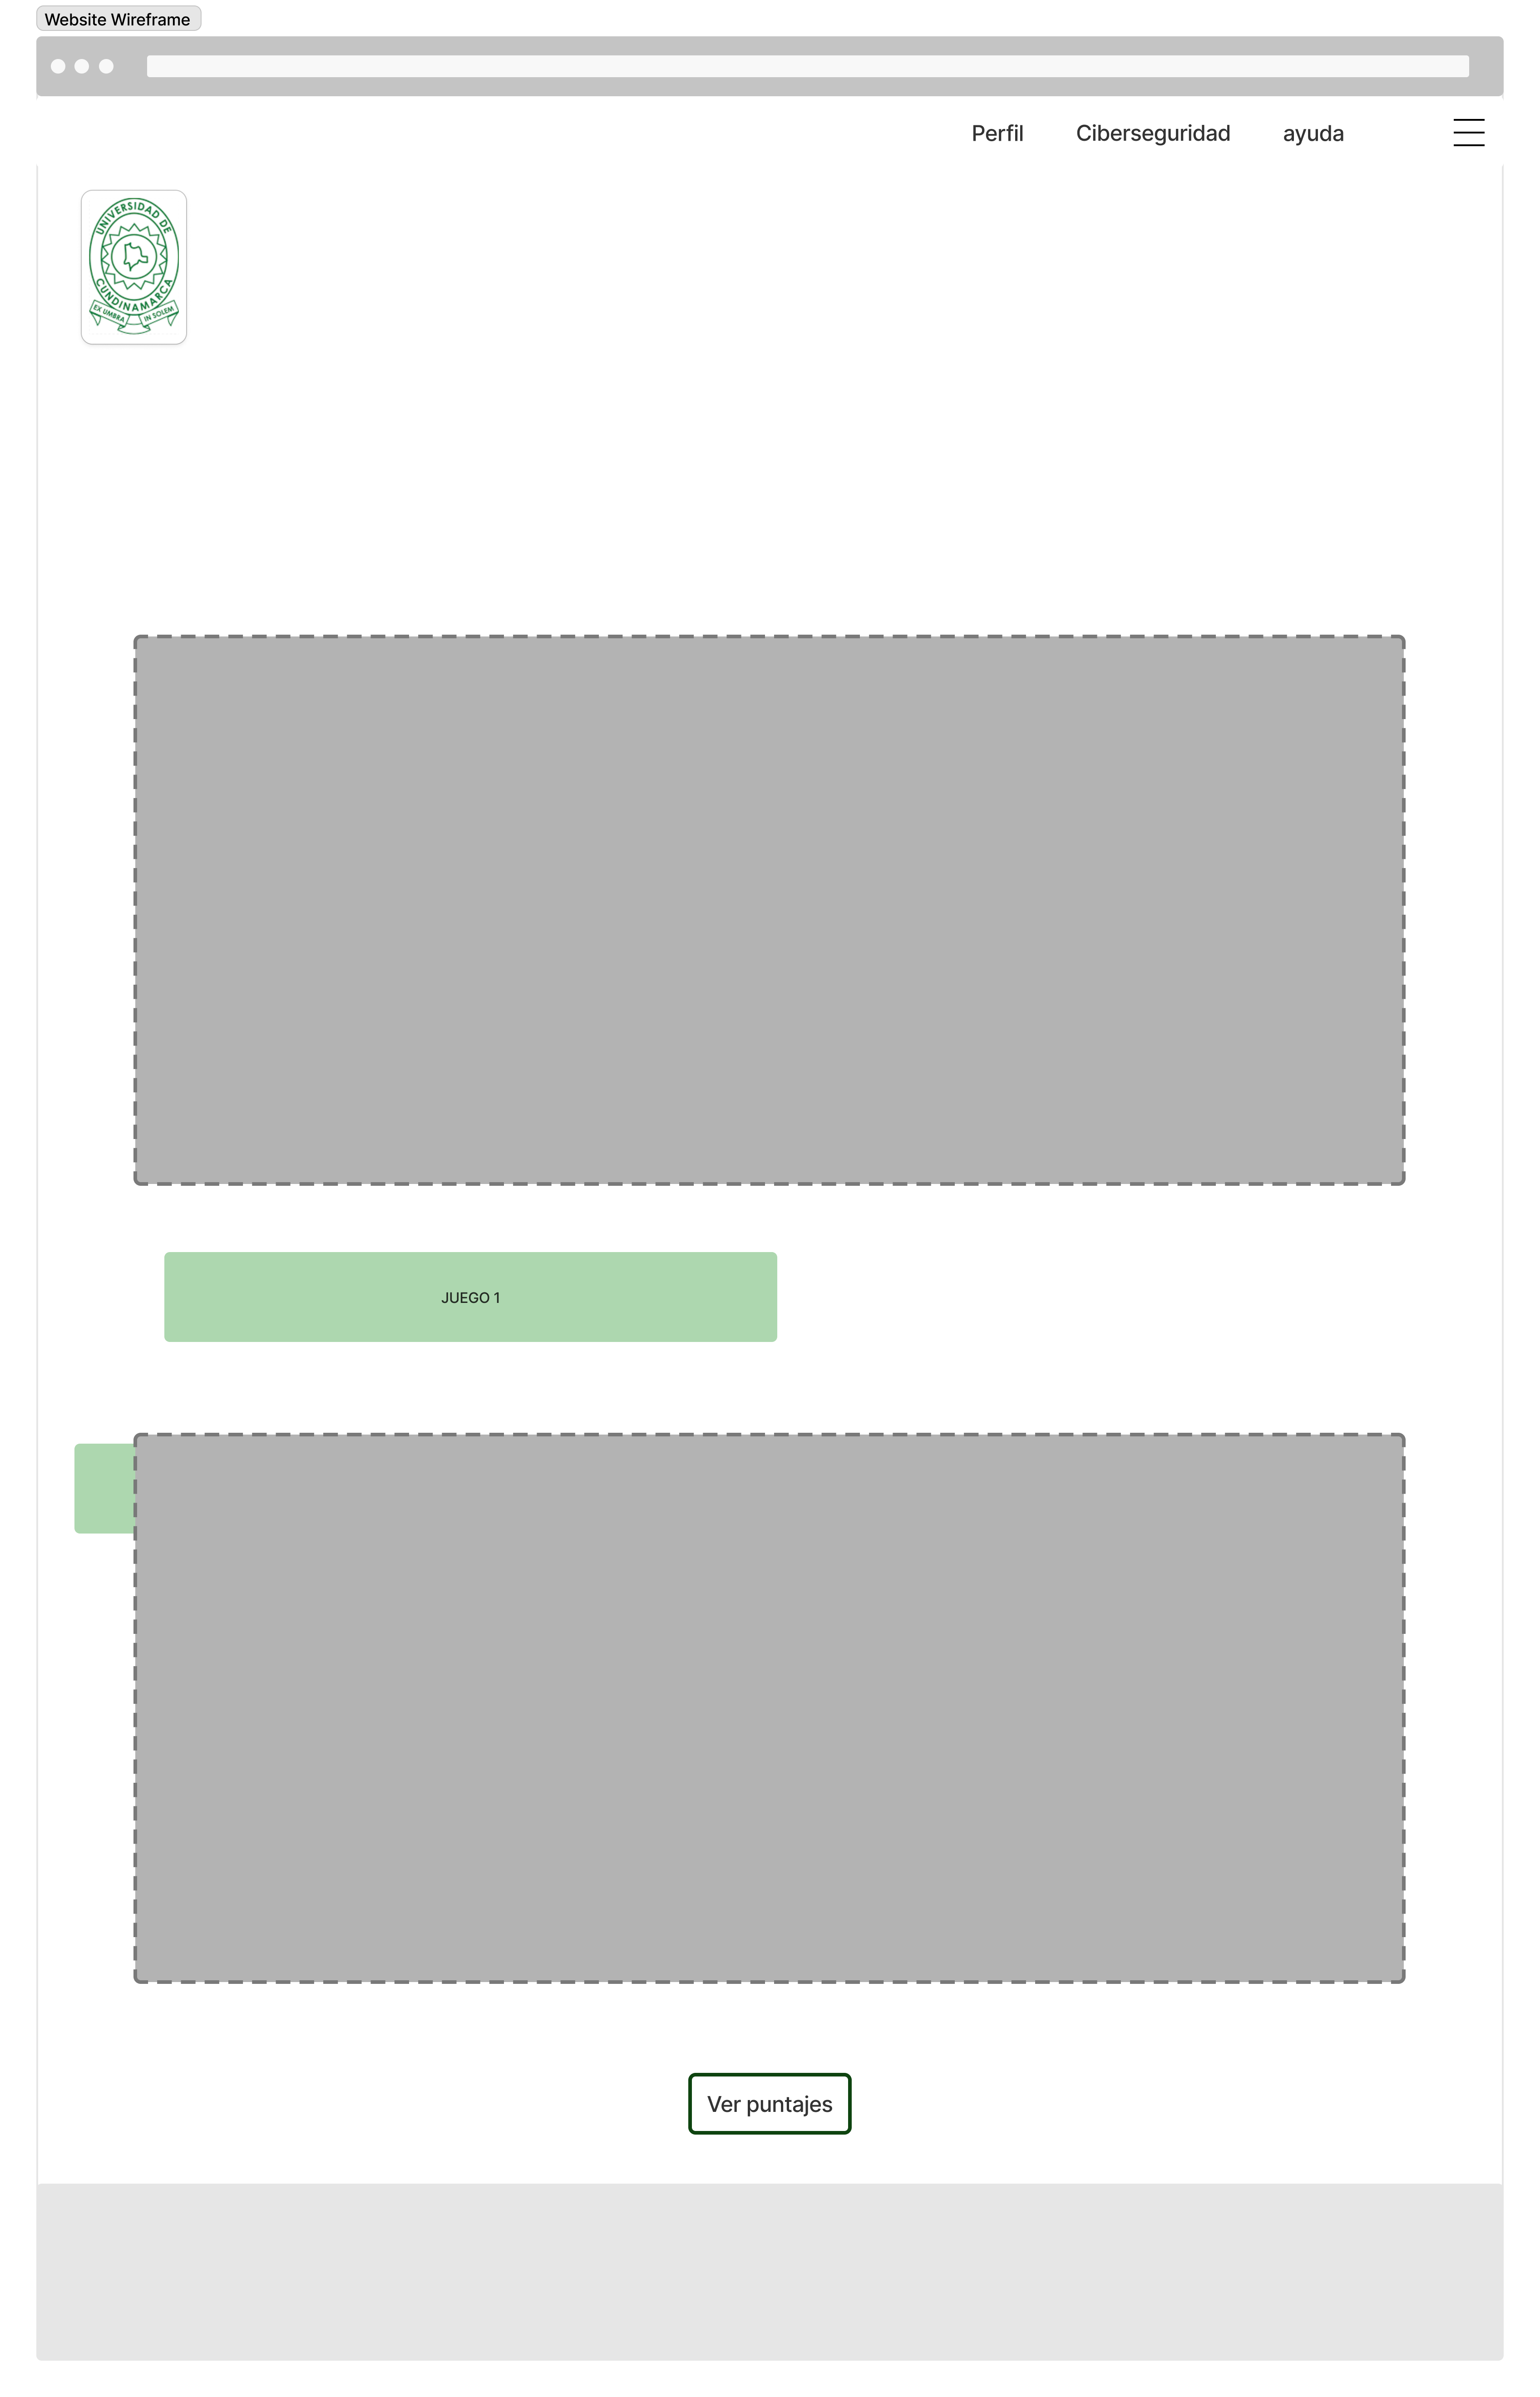 Website Wireframe
Perfil Ciberseguridad ayuda
UNIVERSIDAD DE
CUNDINAMARCA
EX UMBRA IN SOLEM
JUEGO 1
Ver puntajes